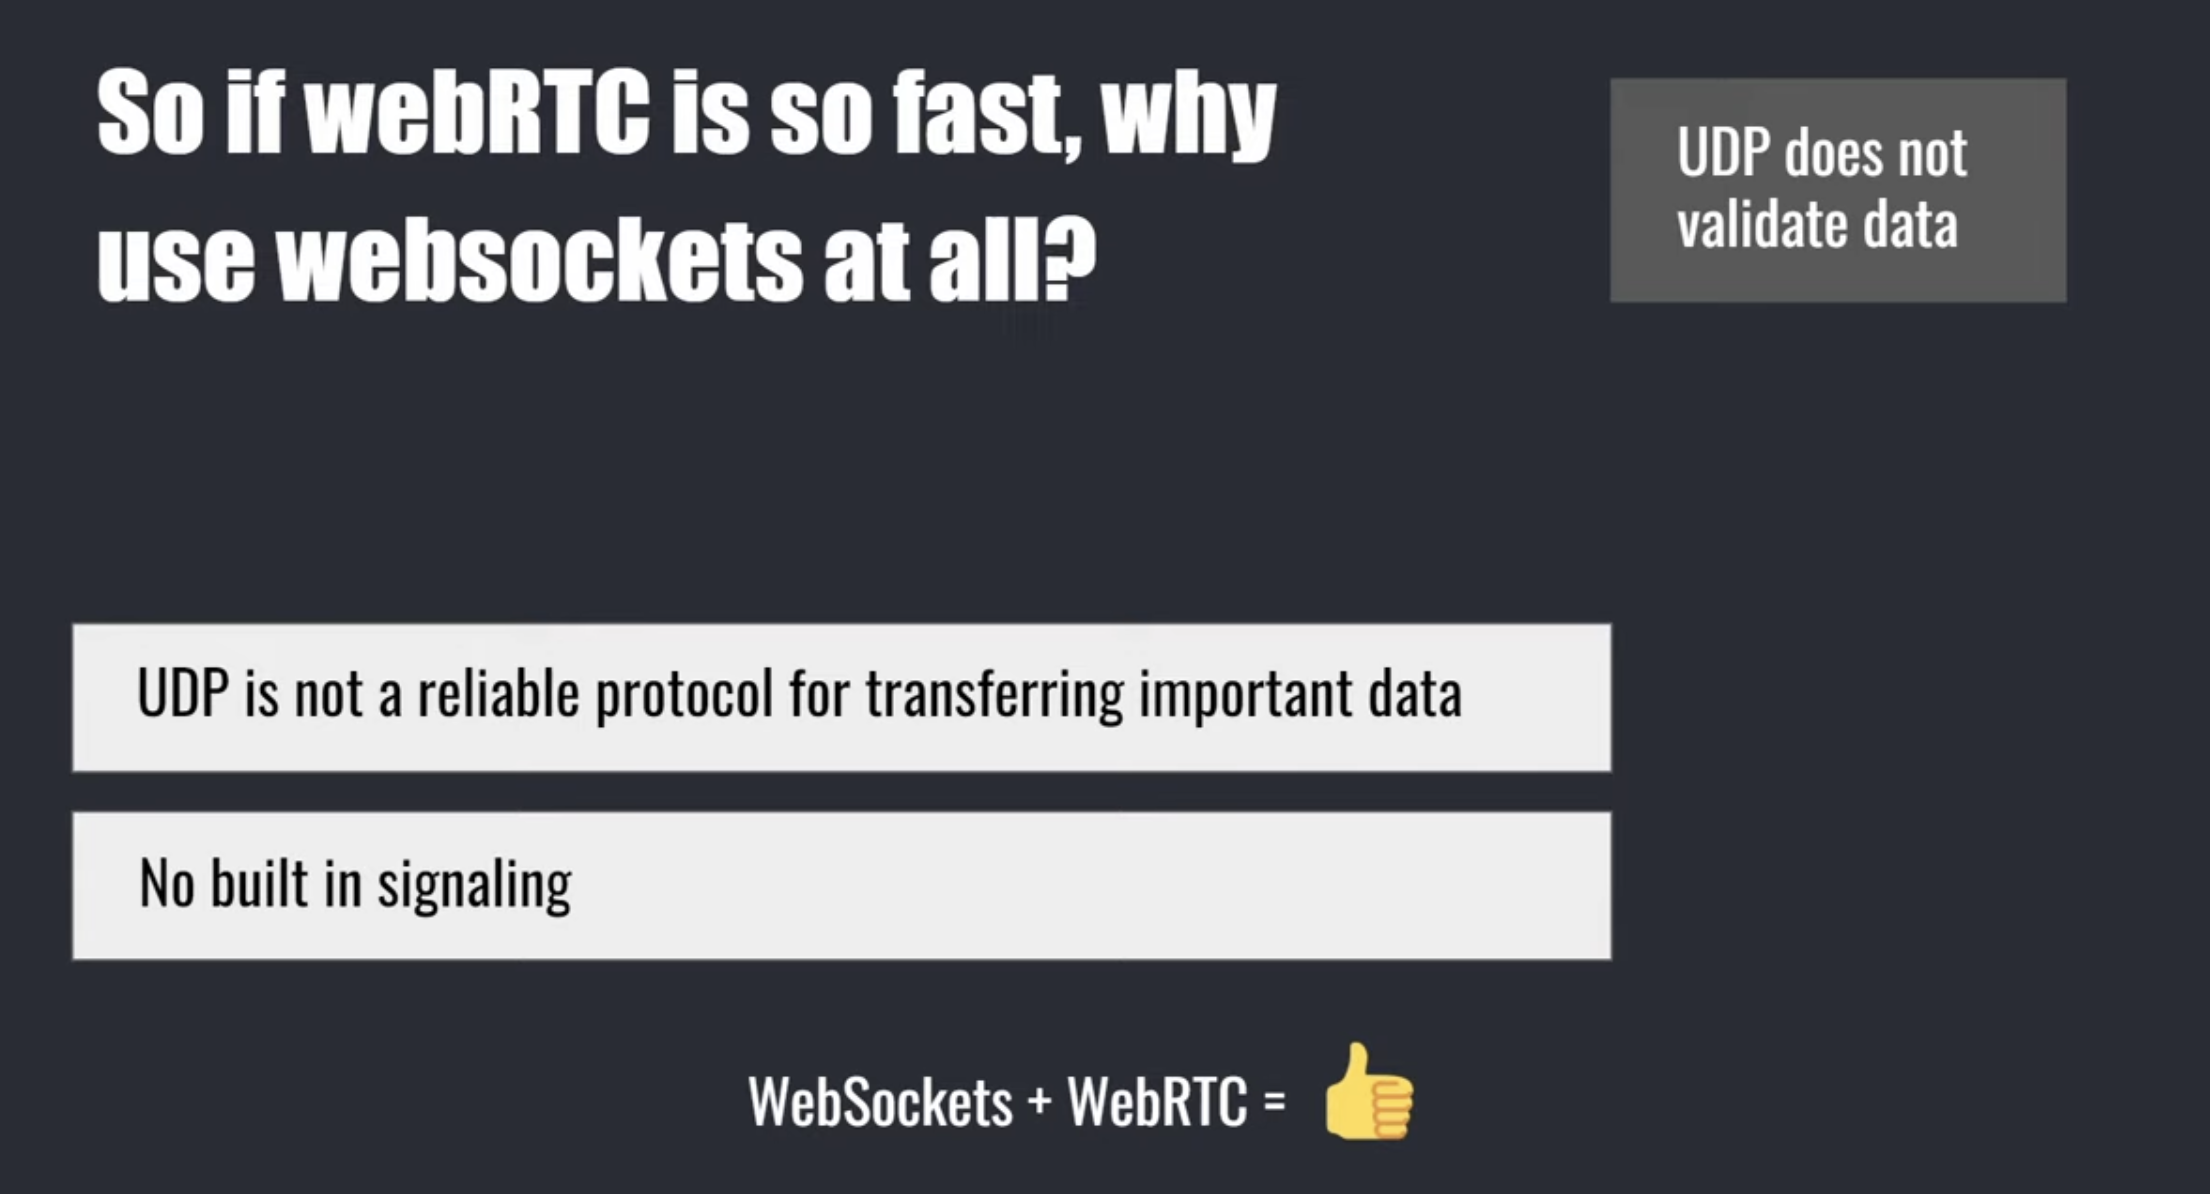 So if webRTC is so fast, why
use websockets at all?
UDP does not
validate data
UDP is not a reliable protocol for transferring important data
No built in signaling
WebSockets + WebRTC = 👍